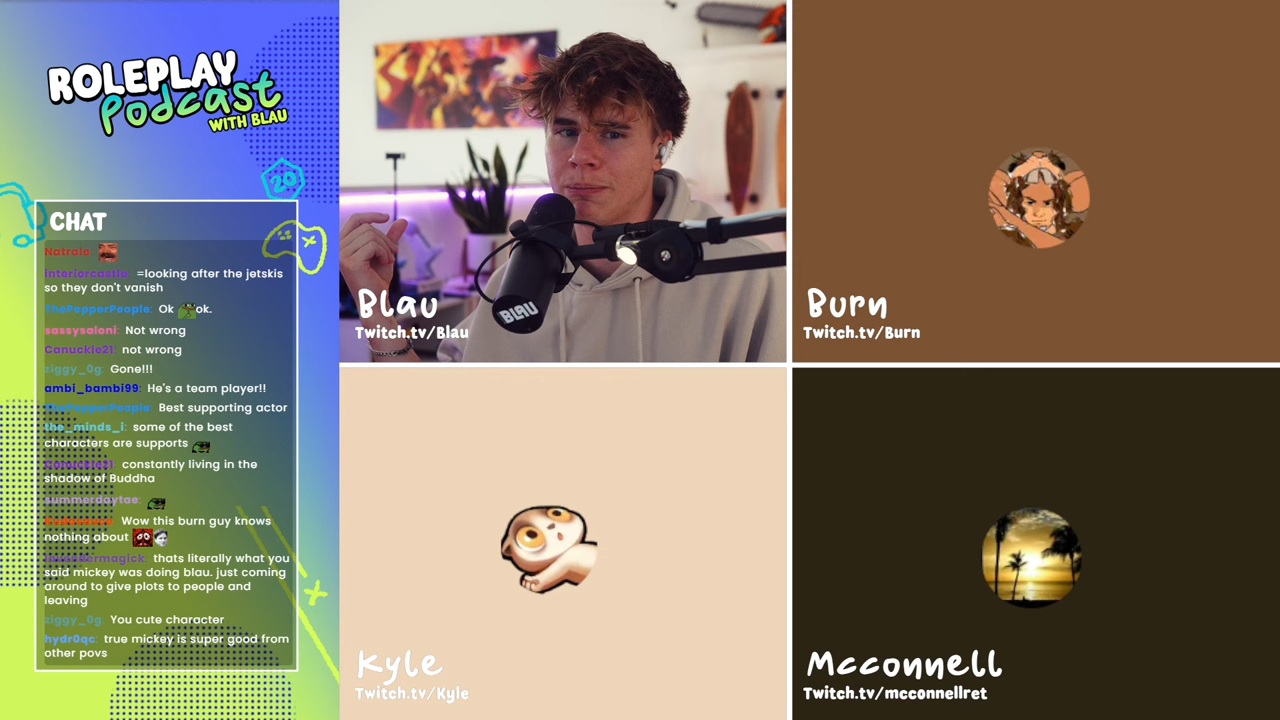 ROLEPLAY
Podcast
WITH BLAU
20
CHAT
Natraie:
interiorcastle: =looking after the jetskis
so they don't vanish
ThePepperPeople: Ok ok.
sassysaloni: Not wrong
Canuckle21: not wrong
ziggy_0g: Gone!!!
ambi_bambi99: He's a team player!!
ThePepperPeople: Best supporting actor
the_minds_i: some of the best
characters are supports
Canuckle21: constantly living in the
shadow of Buddha
summerdaytae:
Wow this burn guy knows
nothing about
thats literally what you
said mickey was doing blau. just coming
around to give plots to people and
leaving
ziggy_0g: You cute character
hydr0qc: true mickey is super good from
other povs
BLAU
Blau
Twitch.tv/Blau
Burn
Twitch.tv/Burn
Kyle
Twitch.tv/Kyle
Mcconnell
Twitch.tv/mcconnellret